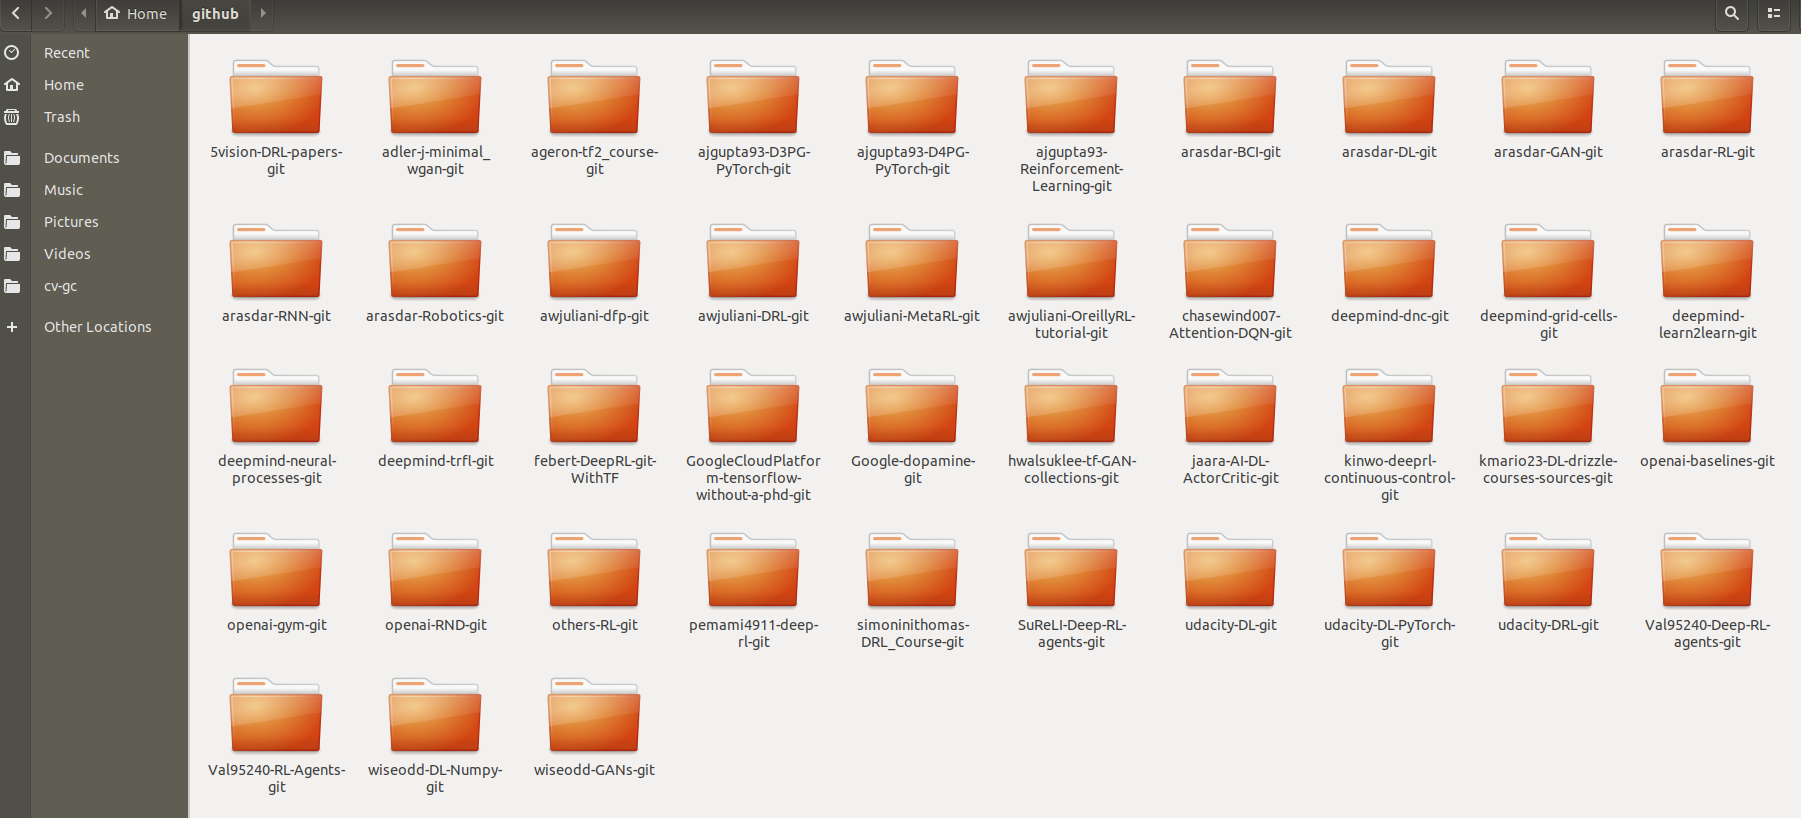 Home github
Recent
Home
Trash
Documents
Music
Pictures
Videos
cv-gc
Other Locations
5vision-DRL-papers-
git
adler-j-minimal_
wgan-git
ageron-tf2_course-
git
ajgupta93-D3PG-
PyTorch-git
ajgupta93-D4PG-
PyTorch-git
ajgupta93-
Reinforcement-
Learning-git
arasdar-BCI-git
arasdar-DL-git
arasdar-GAN-git
arasdar-RL-git
arasdar-RNN-git
arasdar-Robotics-git
awjuliani-dfp-git
awjuliani-DRL-git
awjuliani-MetaRL-git
awjuliani-OreillyRL-
tutorial-git
chasewind007-
Attention-DQN-git
deepmind-dnc-git
deepmind-grid-cells-
git
deepmind-
learn2learn-git
deepmind-neural-
processes-git
deepmind-trfl-git
febert-DeepRL-git-
WithTF
GoogleCloudPlatfor
m-tensorflow-
without-a-phd-git
Google-dopamine-
git
hwalsuklee-tf-GAN-
collections-git
jaara-AI-DL-
ActorCritic-git
kinwo-deeprl-
continuous-control-
git
kmario23-DL-drizzle-
courses-sources-git
openai-baselines-git
openai-gym-git
openai-RND-git
others-RL-git
pemami4911-deep-
rl-git
simoninithomas-
DRL_Course-git
SuReLI-Deep-RL-
agents-git
udacity-DL-git
udacity-DL-PyTorch-
git
udacity-DRL-git
Val95240-Deep-RL-
agents-git
Val95240-RL-Agents-
git
wiseodd-DL-Numpy-
git
wiseodd-GANs-git